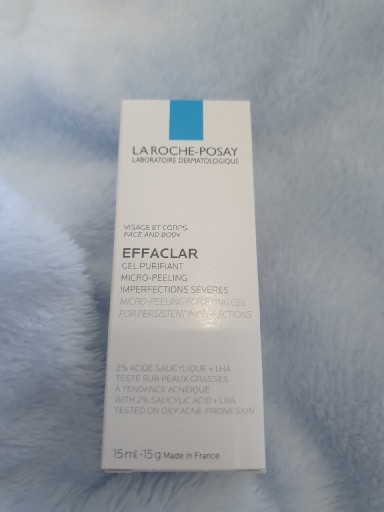 LA ROCHE-POSAY
LABORATOIRE DERMATOLOGIQUE
VISAGE ET CORPS
FACE AND BODY
EFFACLAR
GEL PURIFIANT
MICRO-PEELING
IMPERFECTIONS SÉVÈRES
MICRO-PEELING PURIFYING GEL
FOR PERSISTENT IMPERFECTIONS
2% ACIDE SALICYLIQUE + LHA
TESTÉ SUR PEAUX GRASSES
À TENDANCE ACNÉIQUE
WITH 2% SALICYLIC ACID + LHA
TESTED ON OILY ACNE-PRONE SKIN
15 ml - 15 g Made in France